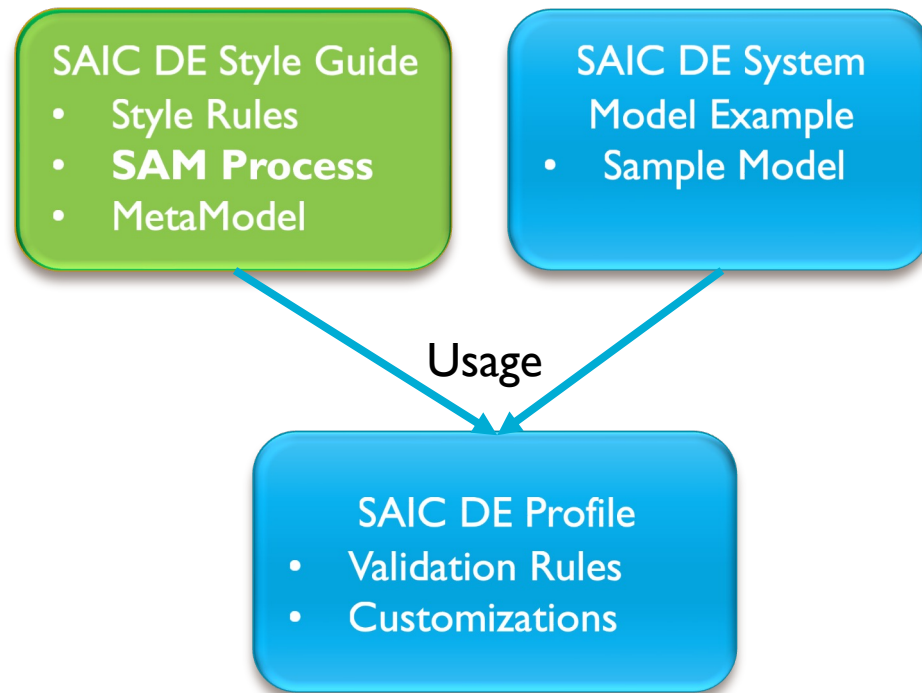 SAIC DE Style Guide
• Style Rules
• SAM Process
• MetaModel
SAIC DE System
Model Example
• Sample Model
Usage
SAIC DE Profile
• Validation Rules
• Customizations